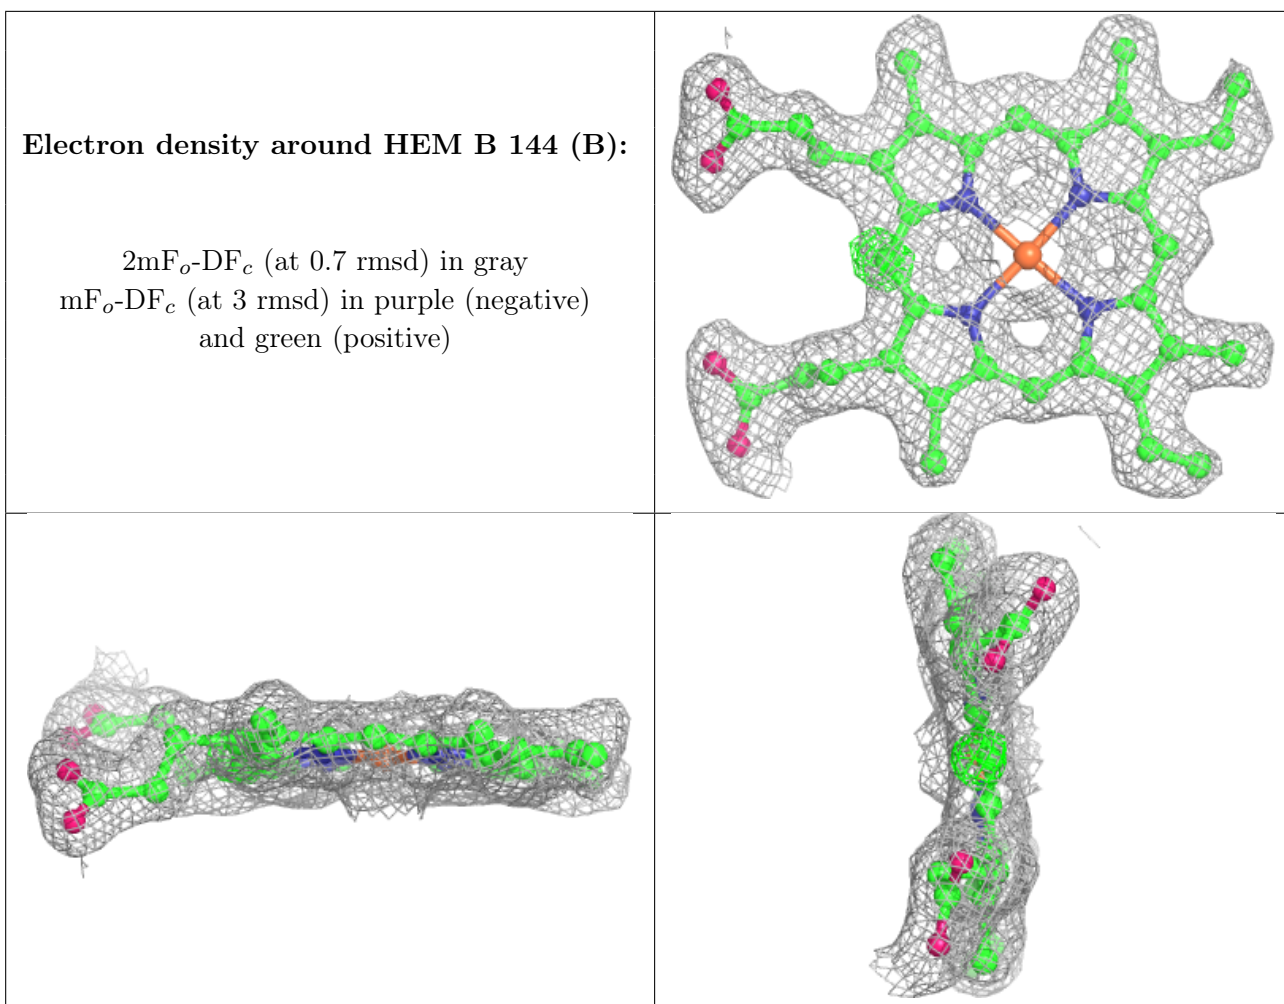 Electron density around HEM B 144 (B):
2mFₒ-DF𝒸 (at 0.7 rmsd) in gray
mFₒ-DF𝒸 (at 3 rmsd) in purple (negative)
and green (positive)